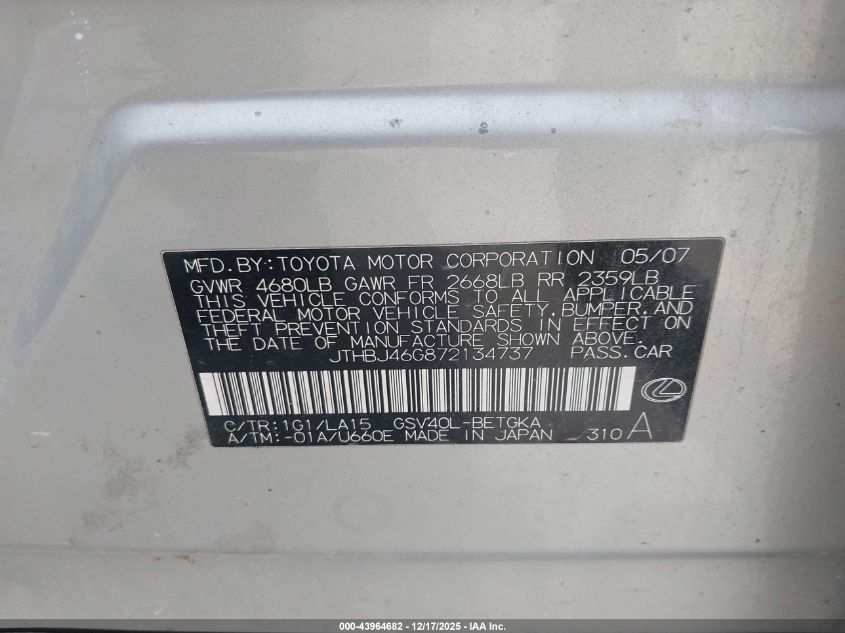 MFD. BY: TOYOTA MOTOR CORPORATION 05/07
GVWR 4680LB GAWR FR 2668LB RR 2359LB
THIS VEHICLE CONFORMS TO ALL APPLICABLE
FEDERAL MOTOR VEHICLE SAFETY, BUMPER, AND
THEFT PREVENTION STANDARDS IN EFFECT ON
THE DATE OF MANUFACTURE SHOWN ABOVE.
JTHBJ46G872134737 PASS. CAR
C/TR: 1G1/LA15 GSV40L-BETGKA
A/TM: -01A/U660E MADE IN JAPAN 310 A
000-43964682 - 12/17/2025 - IAA Inc.